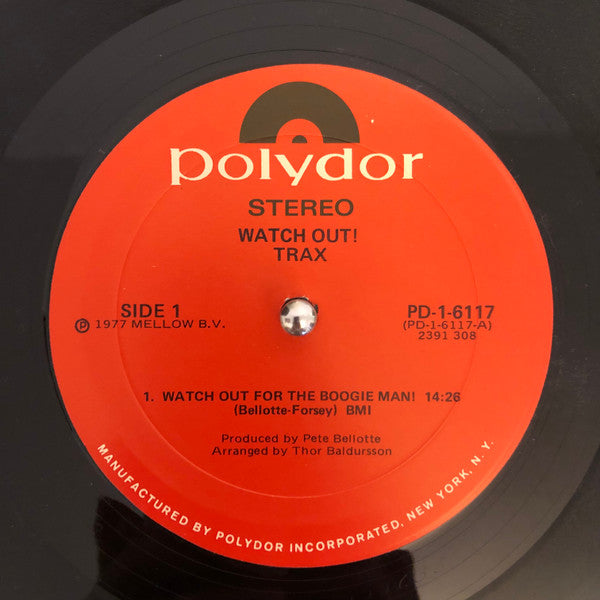 polydor
STEREO
WATCH OUT!
TRAX
SIDE 1
Ⓟ 1977 MELLOW B.V.
PD-1-6117
(PD-1-6117-A)
2391 308
1. WATCH OUT FOR THE BOOGIE MAN! 14:26
(Bellotte-Forsey) BMI
Produced by Pete Bellotte
Arranged by Thor Baldursson
MANUFACTURED BY POLYDOR INCORPORATED, NEW YORK, N. Y.